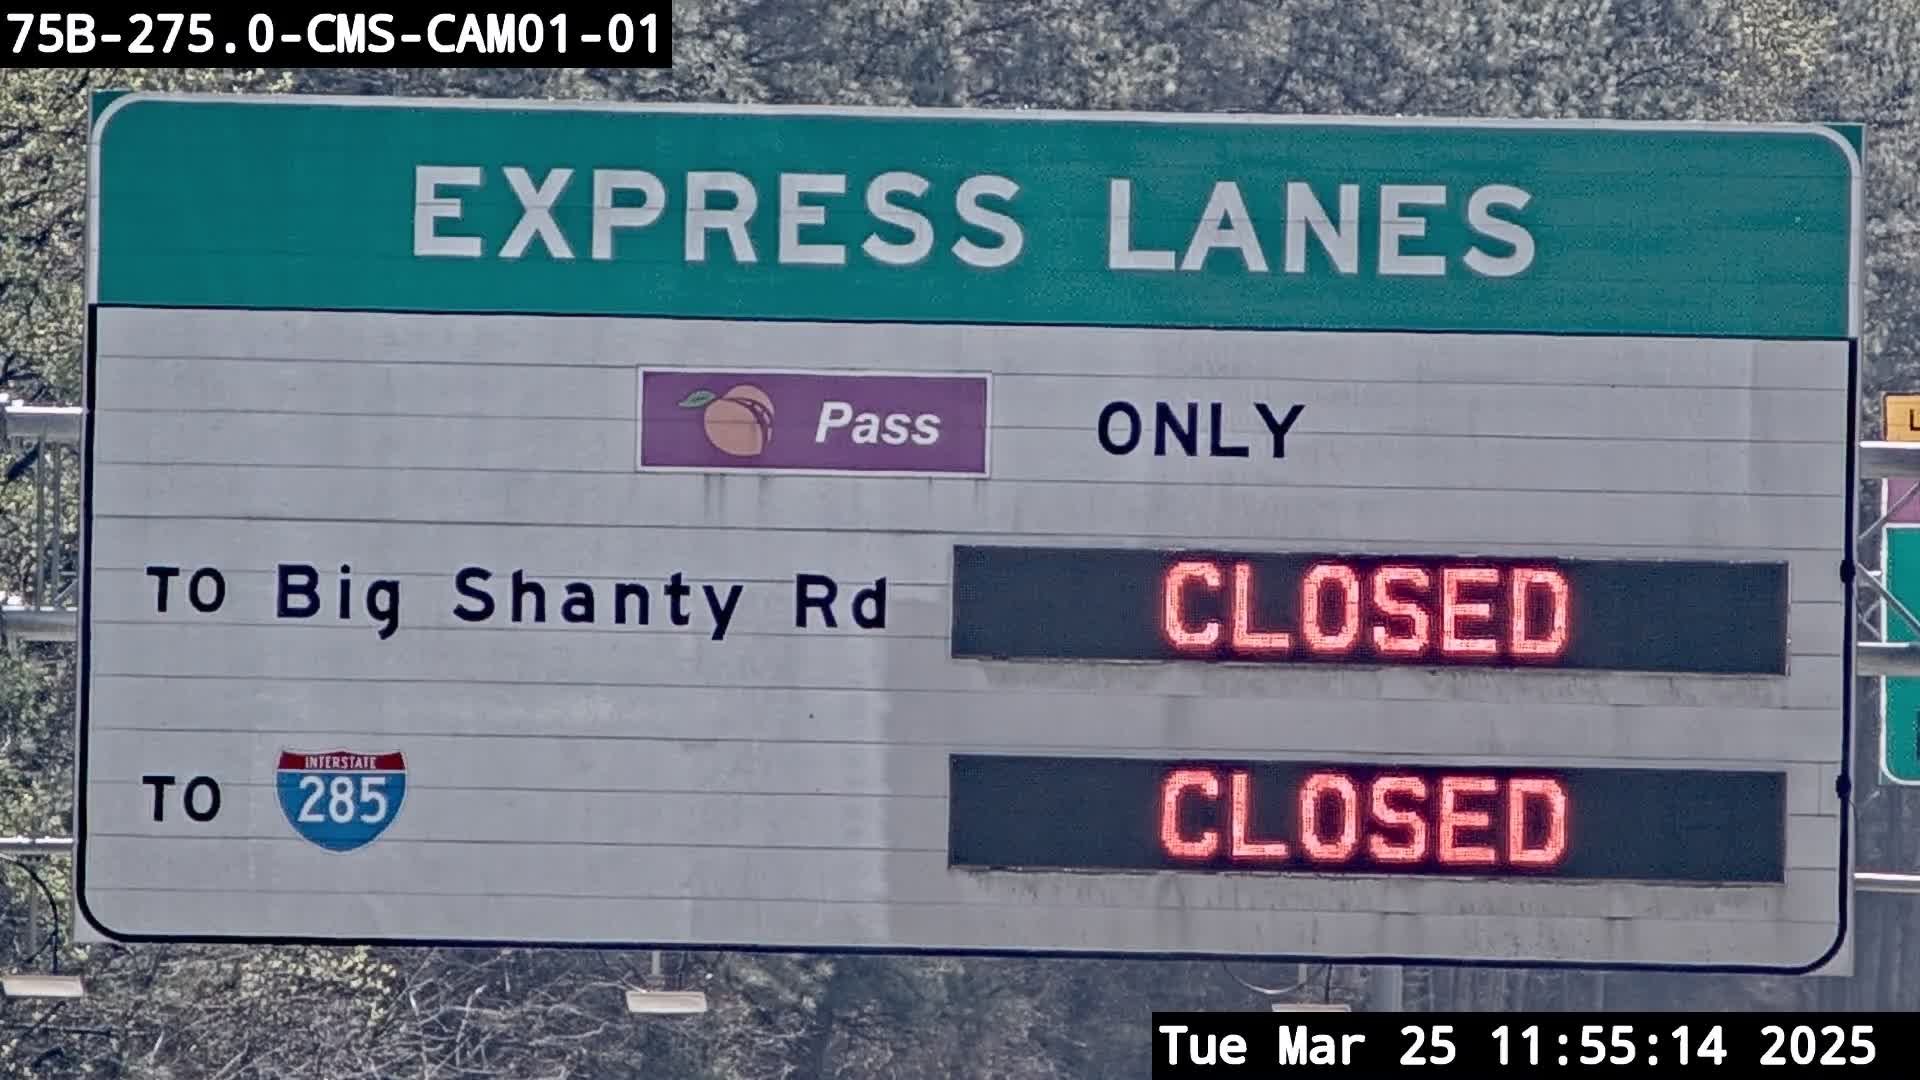 75B-275.0-CMS-CAM01-01
EXPRESS LANES
Pass ONLY
TO Big Shanty Rd CLOSED
TO INTERSTATE 285 CLOSED
Tue Mar 25 11:55:14 2025